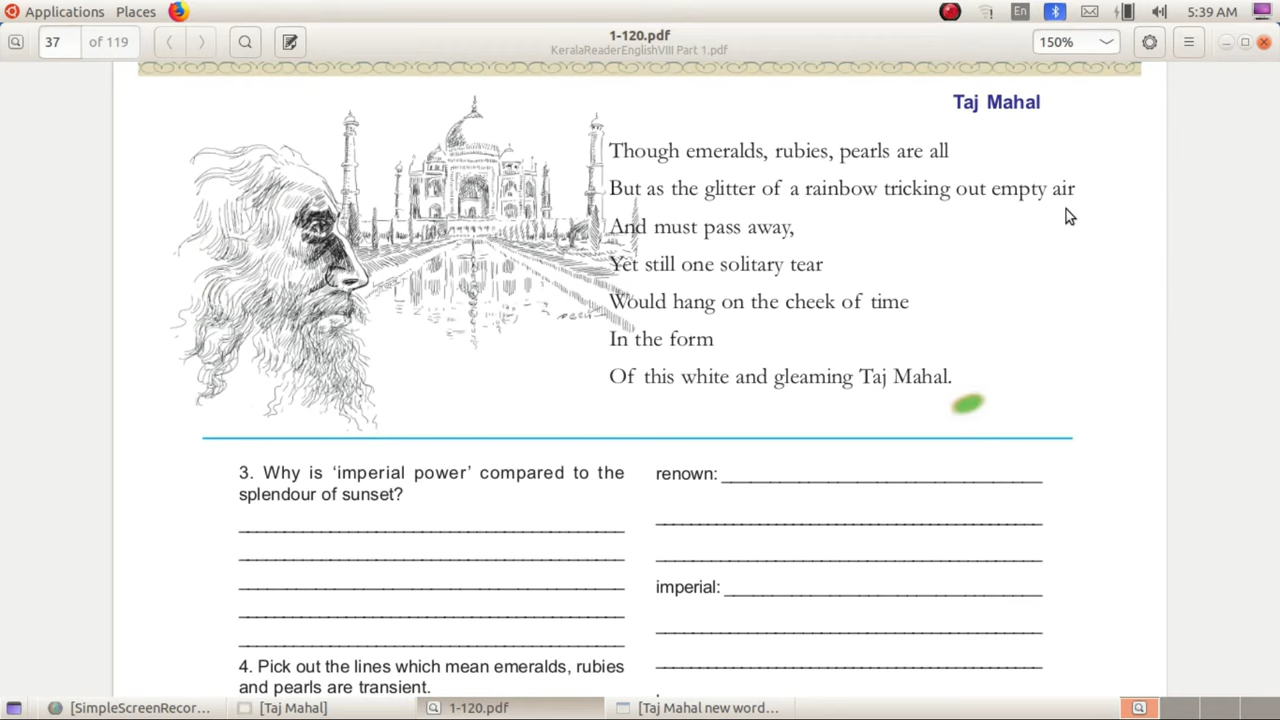 Applications Places En 5:39 AM
37 of 119
1-120.pdf
KeralaReaderEnglishVIII Part 1.pdf
150%
Taj Mahal
Though emeralds, rubies, pearls are all
But as the glitter of a rainbow tricking out empty air
And must pass away,
Yet still one solitary tear
Would hang on the cheek of time
In the form
Of this white and gleaming Taj Mahal.
3. Why is ‘imperial power’ compared to the
splendour of sunset?
4. Pick out the lines which mean emeralds, rubies
and pearls are transient.
renown:
imperial:
[SimpleScreenRecor... [Taj Mahal] 1-120.pdf [Taj Mahal new word...